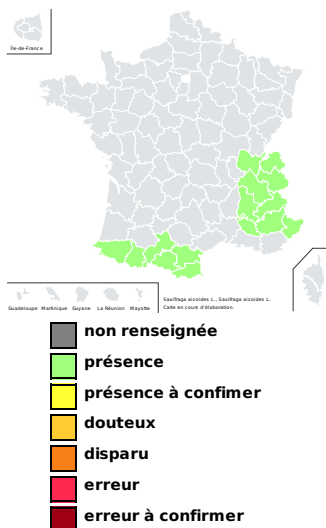 Île-de-France
Guadeloupe Martinique Guyane La Réunion Mayotte
Saxifraga aizoides L., Saxifraga aizoides L.
Carte en cours d'élaboration.
non renseignée
présence
présence à confimer
douteux
disparu
erreur
erreur à confirmer